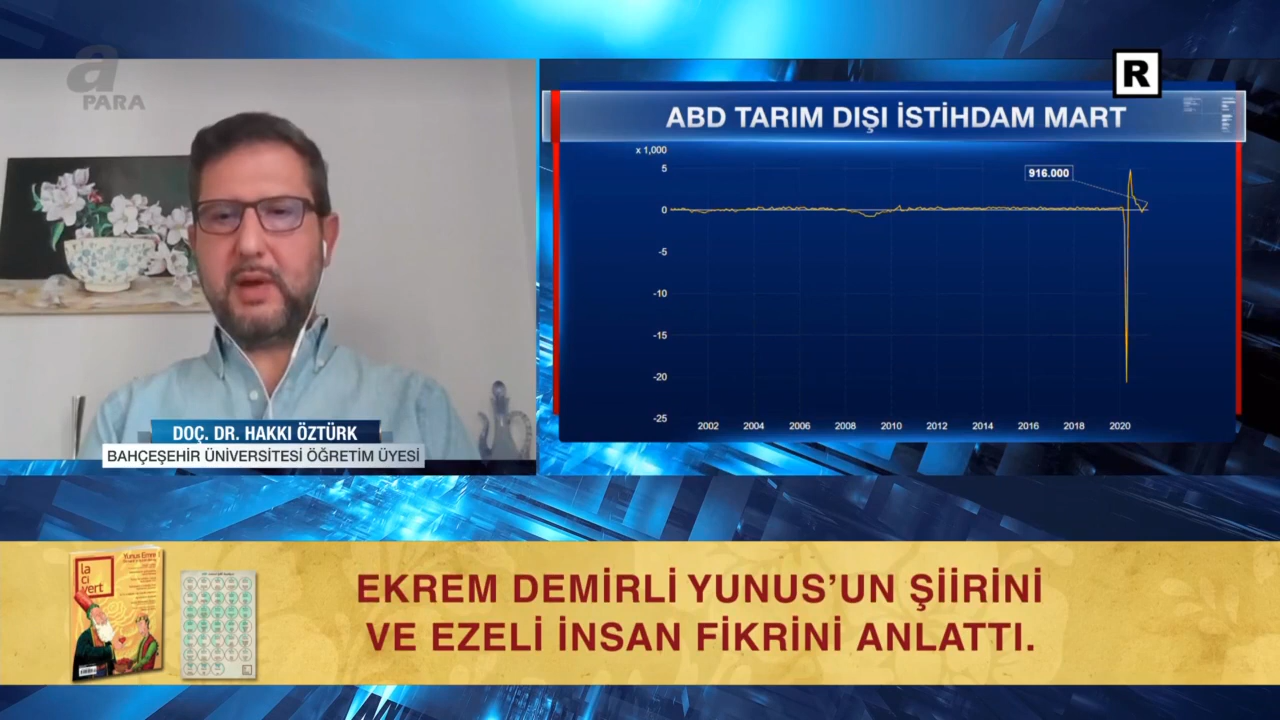 a
PARA
R
ABD TARIM DIŞI İSTİHDAM MART
x 1,000
5
0
-5
-10
-15
-20
-25
916.000
2002 2004 2006 2008 2010 2012 2014 2016 2018 2020
DOÇ. DR. HAKKI ÖZTÜRK
BAHÇEŞEHİR ÜNİVERSİTESİ ÖĞRETİM ÜYESİ
la
ci
vert
Yunus Emre
EKREM DEMİRLİ YUNUS'UN ŞİİRİNİ
VE EZELİ İNSAN FİKRİNİ ANLATTI.